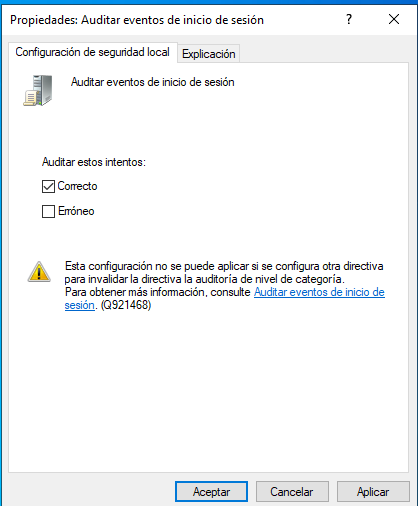 Propiedades: Auditar eventos de inicio de sesión
Configuración de seguridad local
Explicación
Auditar eventos de inicio de sesión
Auditar estos intentos:
Correcto
Erróneo
Esta configuración no se puede aplicar si se configura otra directiva
para invalidar la directiva la auditoría de nivel de categoría.
Para obtener más información, consulte Auditar eventos de inicio de
sesión. (Q921468)
Aceptar
Cancelar
Aplicar